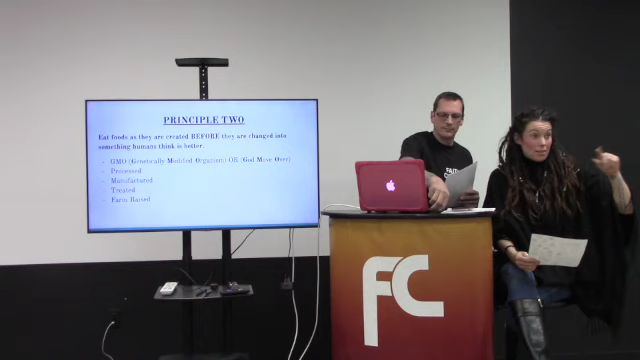 PRINCIPLE TWO
Eat foods as they are created BEFORE they are changed into
something humans think is better.
- GMO (Genetically Modified Organism) OR (God Move Over)
- Processed
- Manufactured
- Treated
- Farm Raised
FAIT
FC